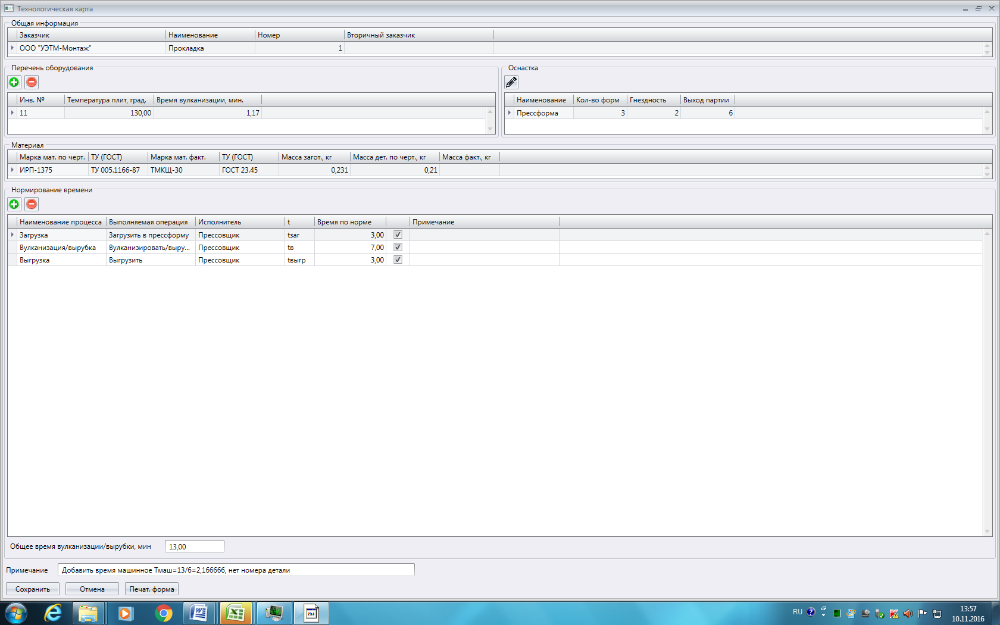 Технологическая карта
Общая информация
Заказчик Наименование Номер Вторичный заказчик
ООО "УЭТМ-Монтаж" Прокладка 1
Перечень оборудования
Оснастка
Инв. № Температура плит, град. Время вулканизации, мин.
11 130,00 1,17
Наименование Кол-во форм Гнездность Выход партии
Прессформа 3 2 6
Материал
Марка мат. по черт. ТУ (ГОСТ) Марка мат. факт. ТУ (ГОСТ) Масса загот., кг Масса дет. по черт., кг Масса факт., кг
ИРП-1375 ТУ 005.1166-87 ТМКЩ-30 ГОСТ 23.45 0,231 0,21
Нормирование времени
Наименование процесса Выполняемая операция Исполнитель t Время по норме Примечание
Загрузка Загрузить в прессформу Прессовщик tзаг 3,00
Вулканизация/вырубка Вулканизировать/выру... Прессовщик tв 7,00
Выгрузка Выгрузить Прессовщик tвыгр 3,00
Общее время вулканизации/вырубки, мин 13,00
Примечание Добавить время машинное Тмаш=13/6=2,166666, нет номера детали
Сохранить Отмена Печат. форма
RU 13:57
10.11.2016